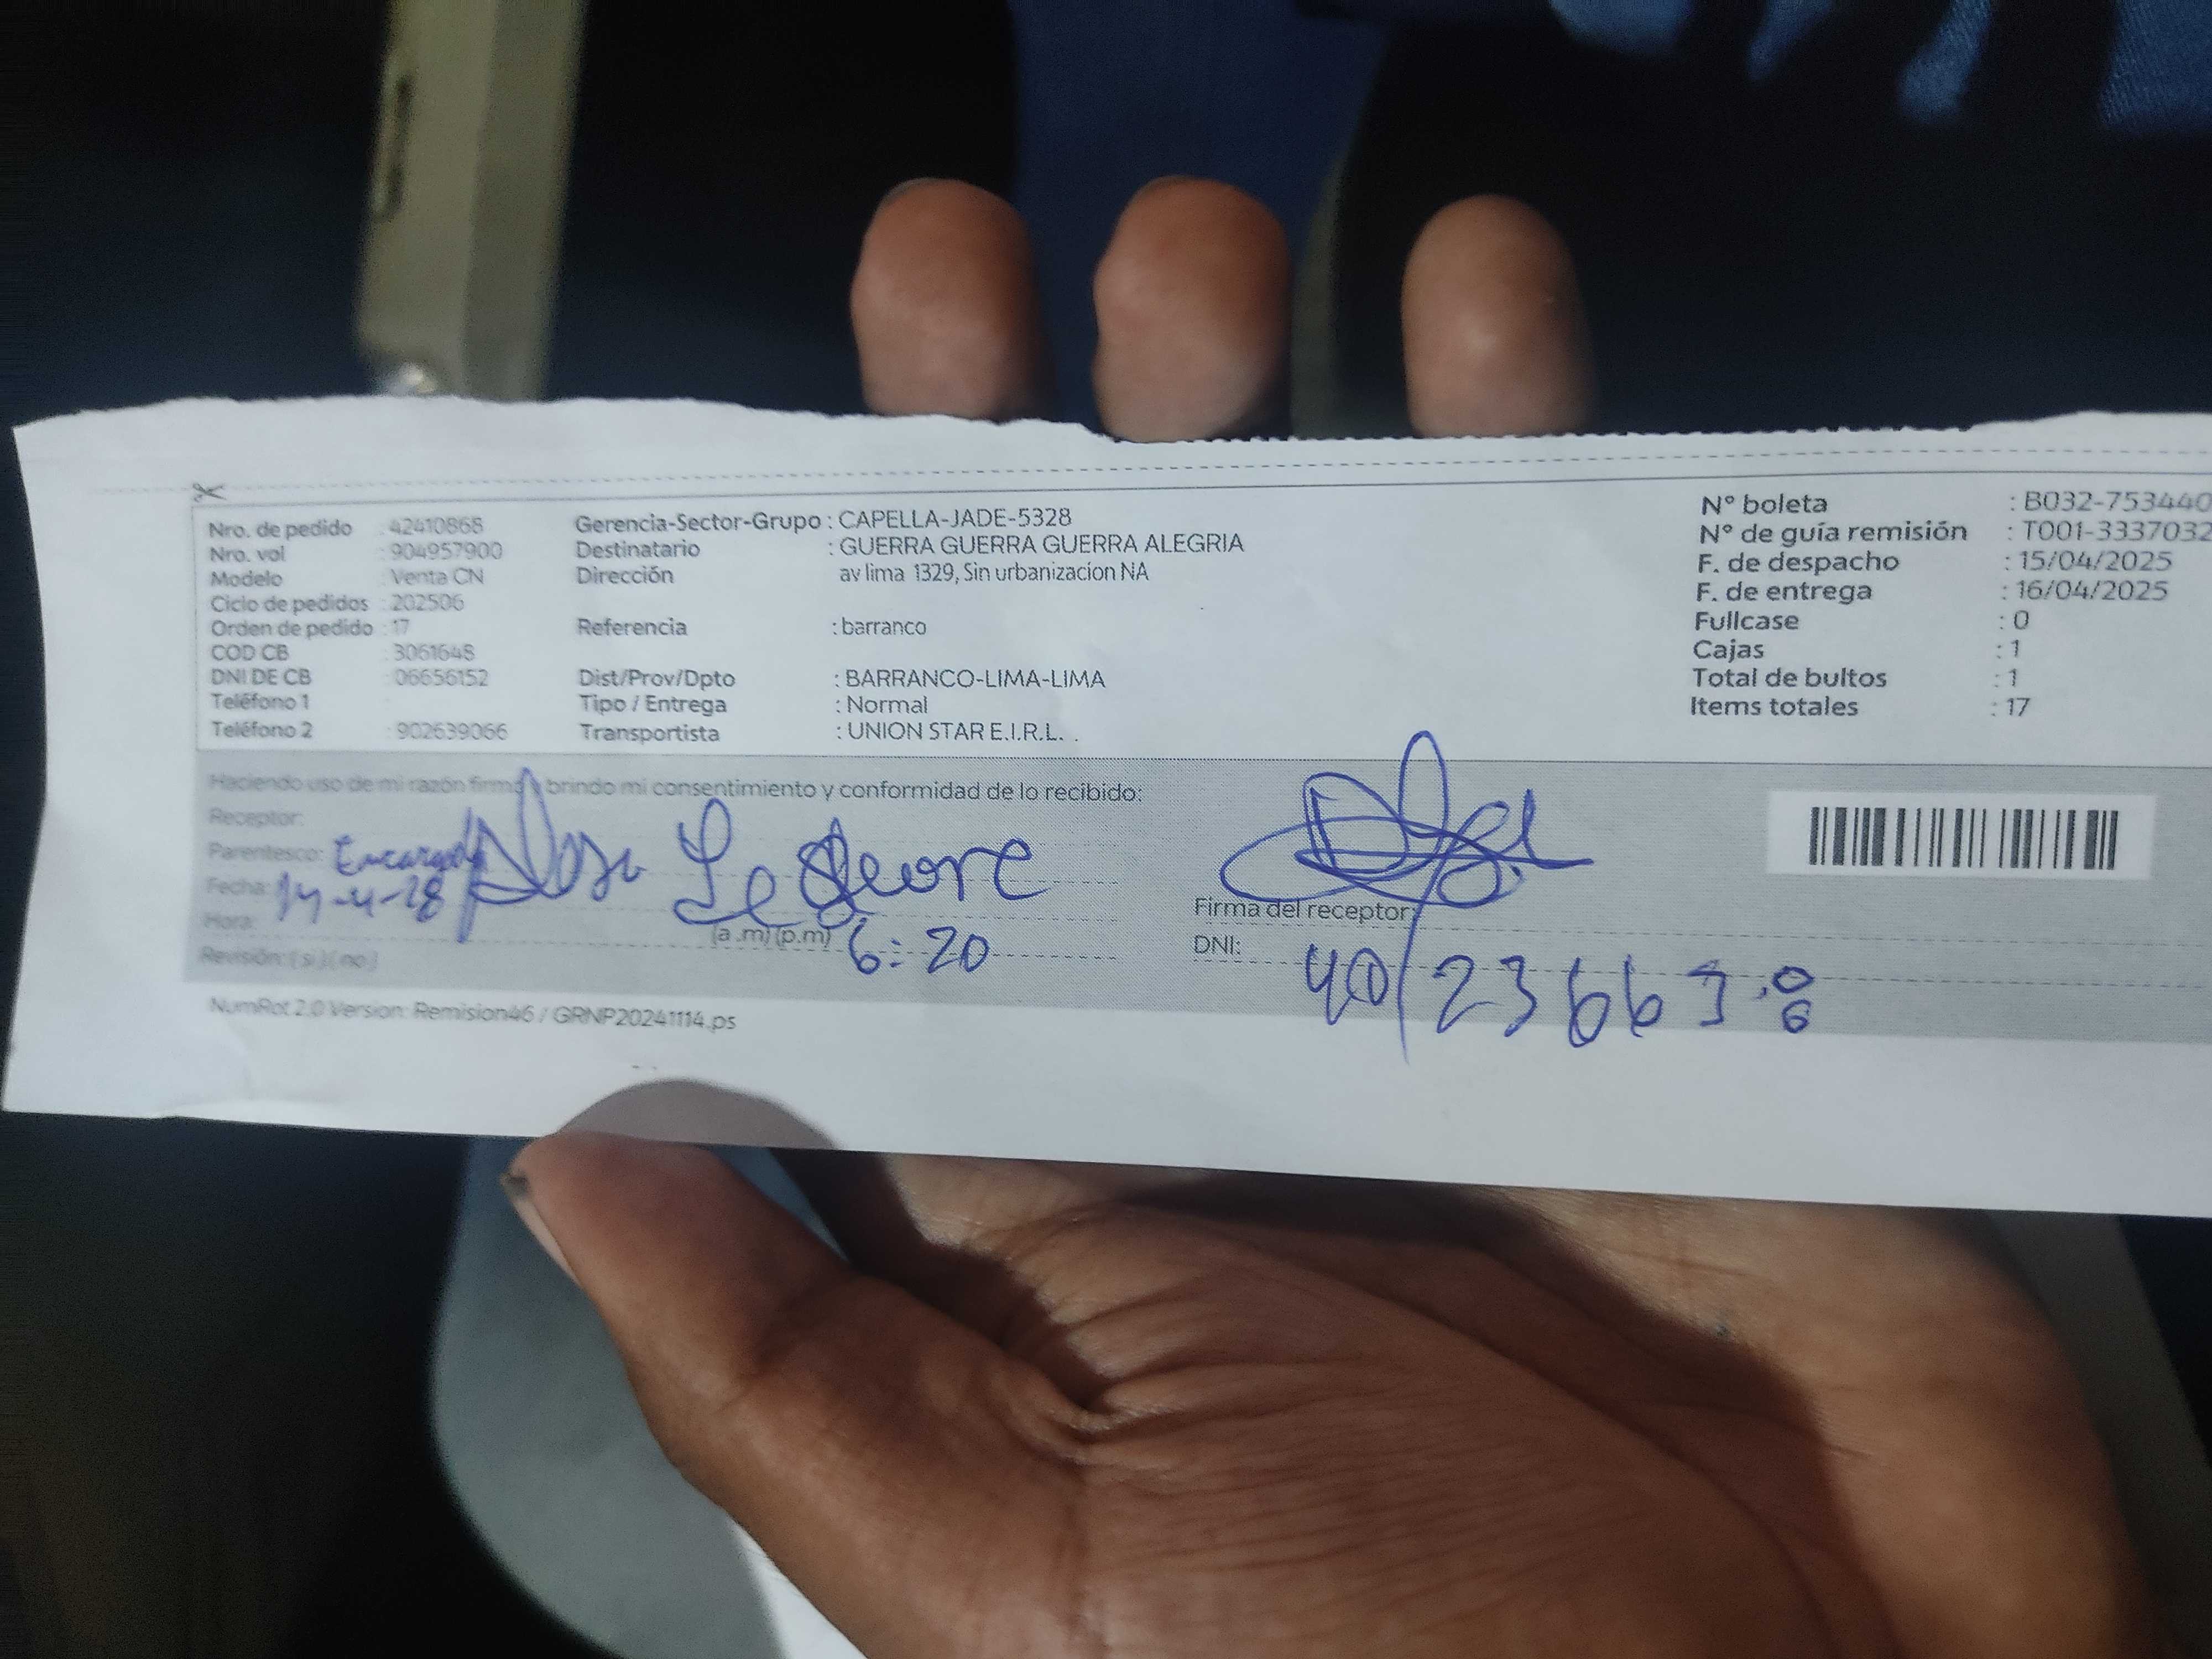 Nro. de pedido : 42410868
Nro. vol : 904957900
Modelo : Venta CN
Ciclo de pedidos : 202506
Orden de pedido : 17
COD CB : 3061648
DNI DE CB : 06656152
Teléfono 1 :
Teléfono 2 : 902639066
Gerencia-Sector-Grupo : CAPELLA-JADE-5328
Destinatario : GUERRA GUERRA GUERRA ALEGRIA
Dirección av lima 1329, Sin urbanizacion NA
Referencia : barranco
Dist/Prov/Dpto : BARRANCO-LIMA-LIMA
Tipo / Entrega : Normal
Transportista : UNION STAR E.I.R.L. .
N° boleta : B032-753440
N° de guía remisión : T001-3337032
F. de despacho : 15/04/2025
F. de entrega : 16/04/2025
Fullcase : 0
Cajas : 1
Total de bultos : 1
Items totales : 17
Haciendo uso de mi razón firmo y brindo mi consentimiento y conformidad de lo recibido:
Receptor:
Parentesco: Encargada
Fecha:
Hora: (a .m) (p.m) 6:20
Revisión: ( si ) ( no )
Firma del receptor:
DNI:
NumRot 2.0 Version: Remision46 / GRNP20241114.ps